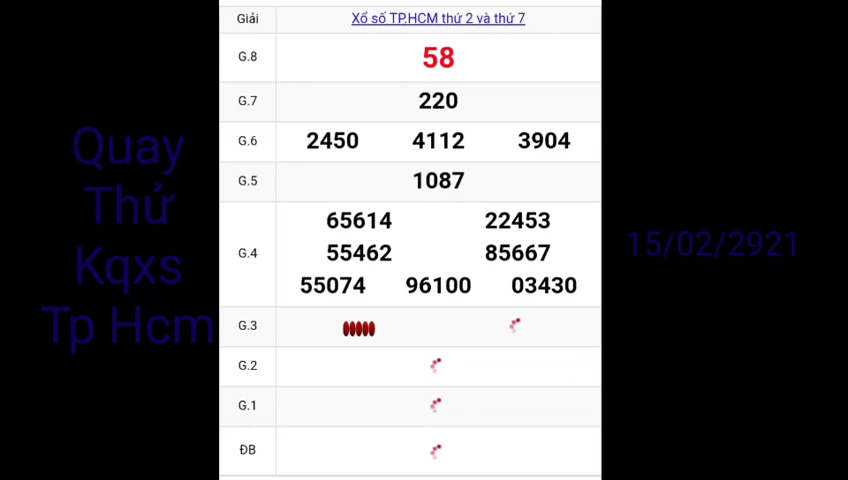 Quay
Thử
Kqxs
Tp Hcm
Giải Xổ số TP.HCM thứ 2 và thứ 7
G.8 58
G.7 220
G.6 2450 4112 3904
G.5 1087
G.4 65614 22453
55462 85667
55074 96100 03430
G.3
G.2
G.1
ĐB
15/02/2921